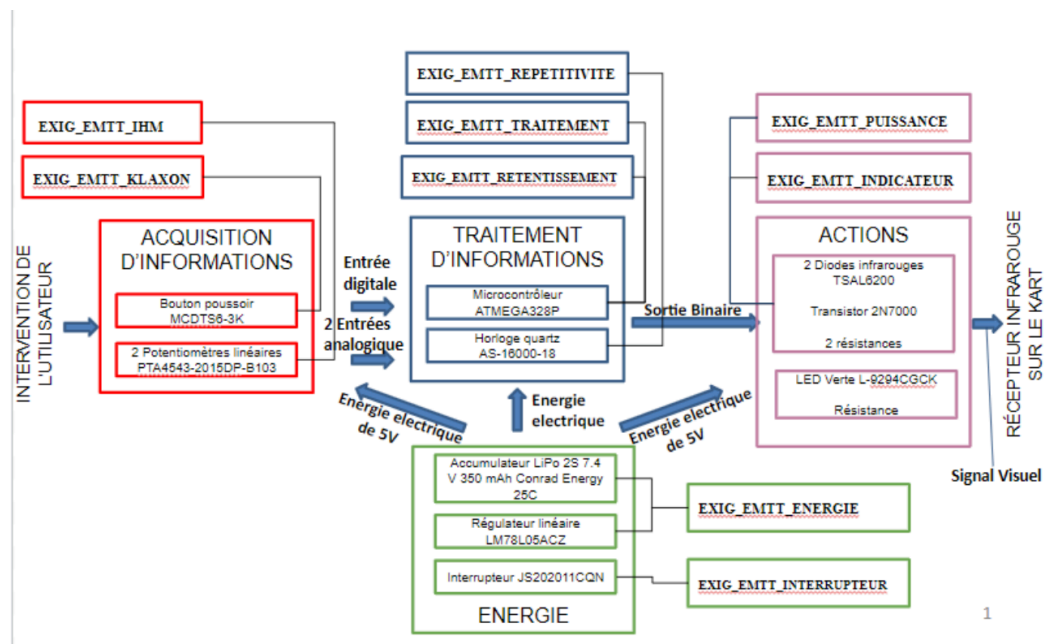 EXIG_EMTT_REPETITIVITE
EXIG_EMTT_IHM
EXIG_EMTT_TRAITEMENT
EXIG_EMTT_PUISSANCE
EXIG_EMTT_KLAXON
EXIG_EMTT_RETENTISSEMENT
EXIG_EMTT_INDICATEUR
INTERVENTION DE
L'UTILISATEUR
ACQUISITION
D'INFORMATIONS
Bouton poussoir
MCDTS6-3K
2 Potentiomètres linéaires
PTA4543-2015DP-B103
Entrée
digitale
2 Entrées
analogique
TRAITEMENT
D'INFORMATIONS
Microcontrôleur
ATMEGA328P
Horloge quartz
AS-16000-18
Sortie Binaire
ACTIONS
2 Diodes infrarouges
TSAL6200
Transistor 2N7000
2 résistances
LED Verte L-9294CGCK
Résistance
RÉCEPTEUR INFRAROUGE
SUR LE KART
Signal Visuel
Energie electrique
de 5V
Energie
electrique
Energie electrique
de 5V
Accumulateur LiPo 2S 7.4
V 350 mAh Conrad Energy
25C
Régulateur linéaire
LM78L05ACZ
Interrupteur JS202011CQN
ENERGIE
EXIG_EMTT_ENERGIE
EXIG_EMTT_INTERRUPTEUR
1